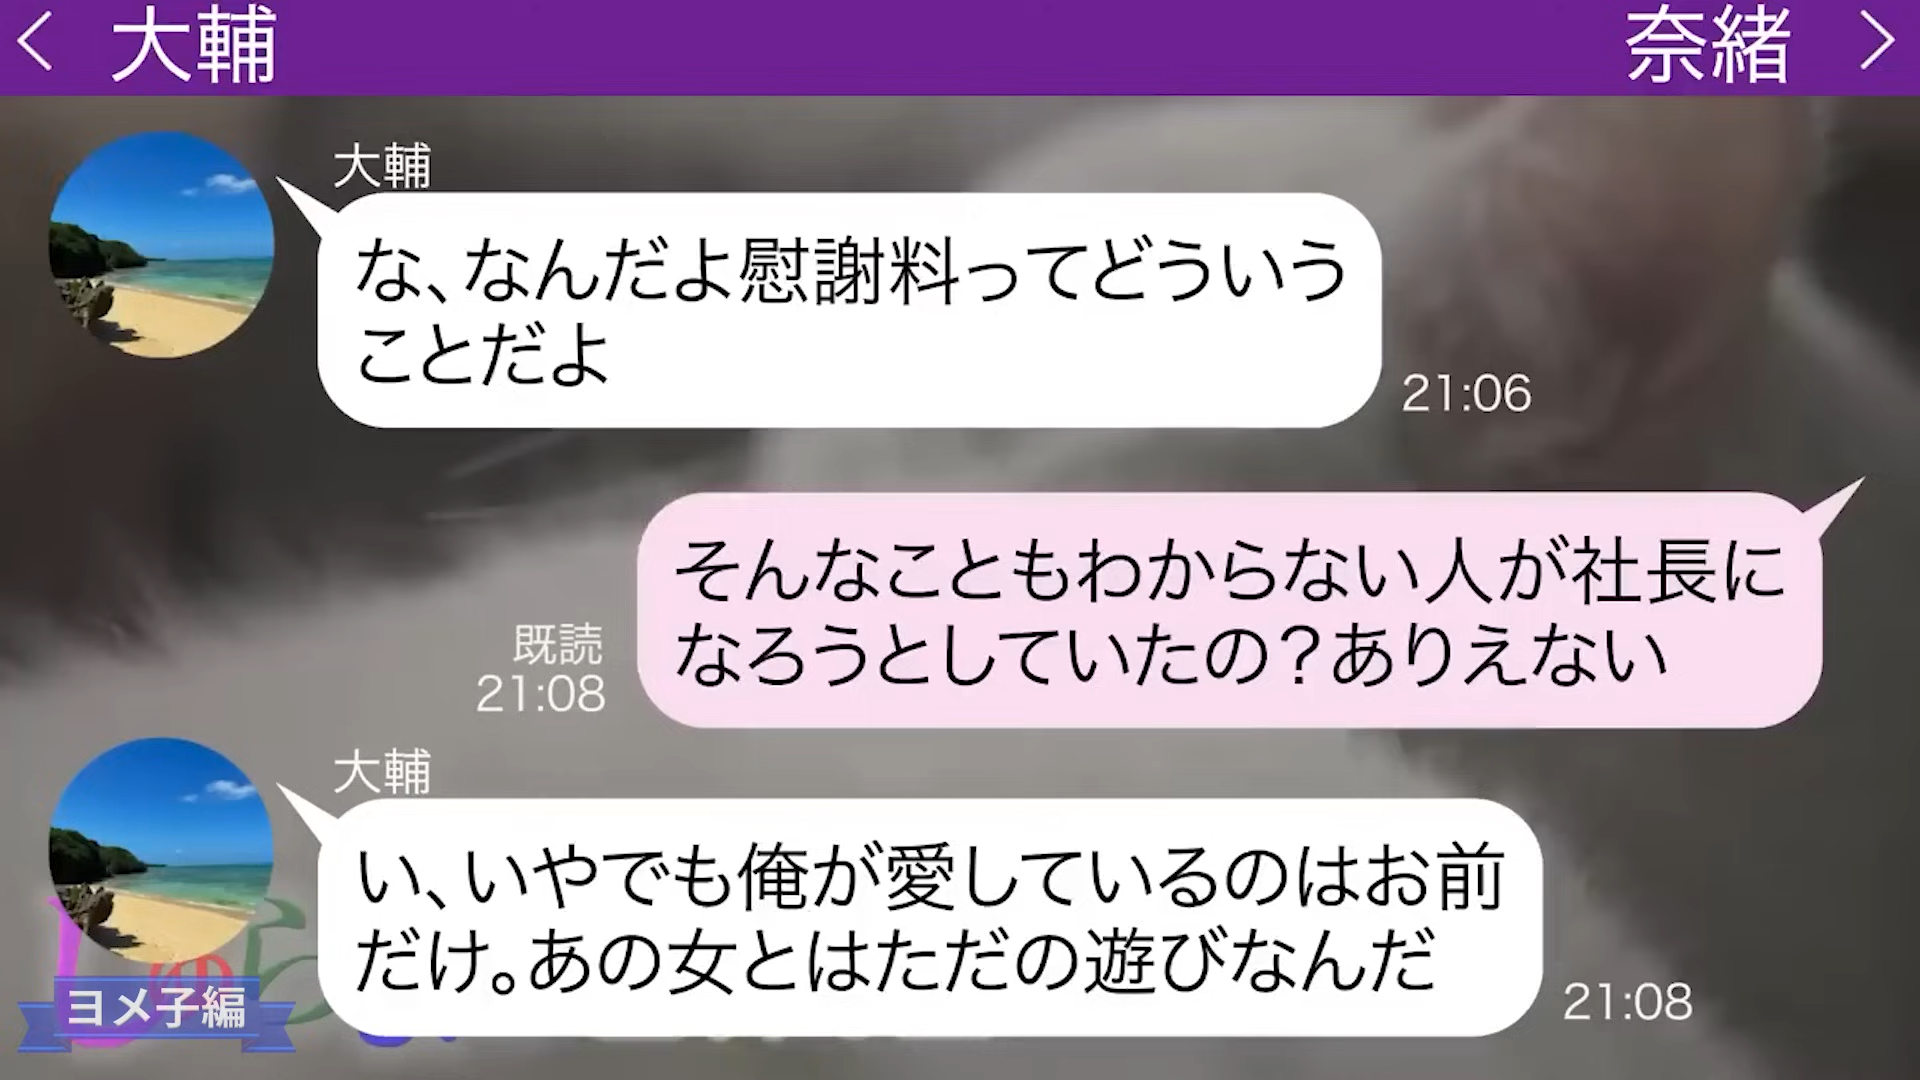 大輔
奈緒
大輔
な、なんだよ慰謝料ってどういう
ことだよ
21:06
そんなこともわからない人が社長に
なろうとしていたの？ありえない
既読
21:08
大輔
い、いやでも俺が愛しているのはお前
だけ。あの女とはただの遊びなんだ
21:08
ヨメ子編